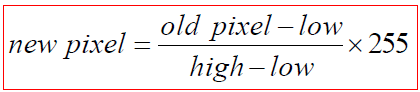 new pixel = (old pixel – low) / (high – low) × 255